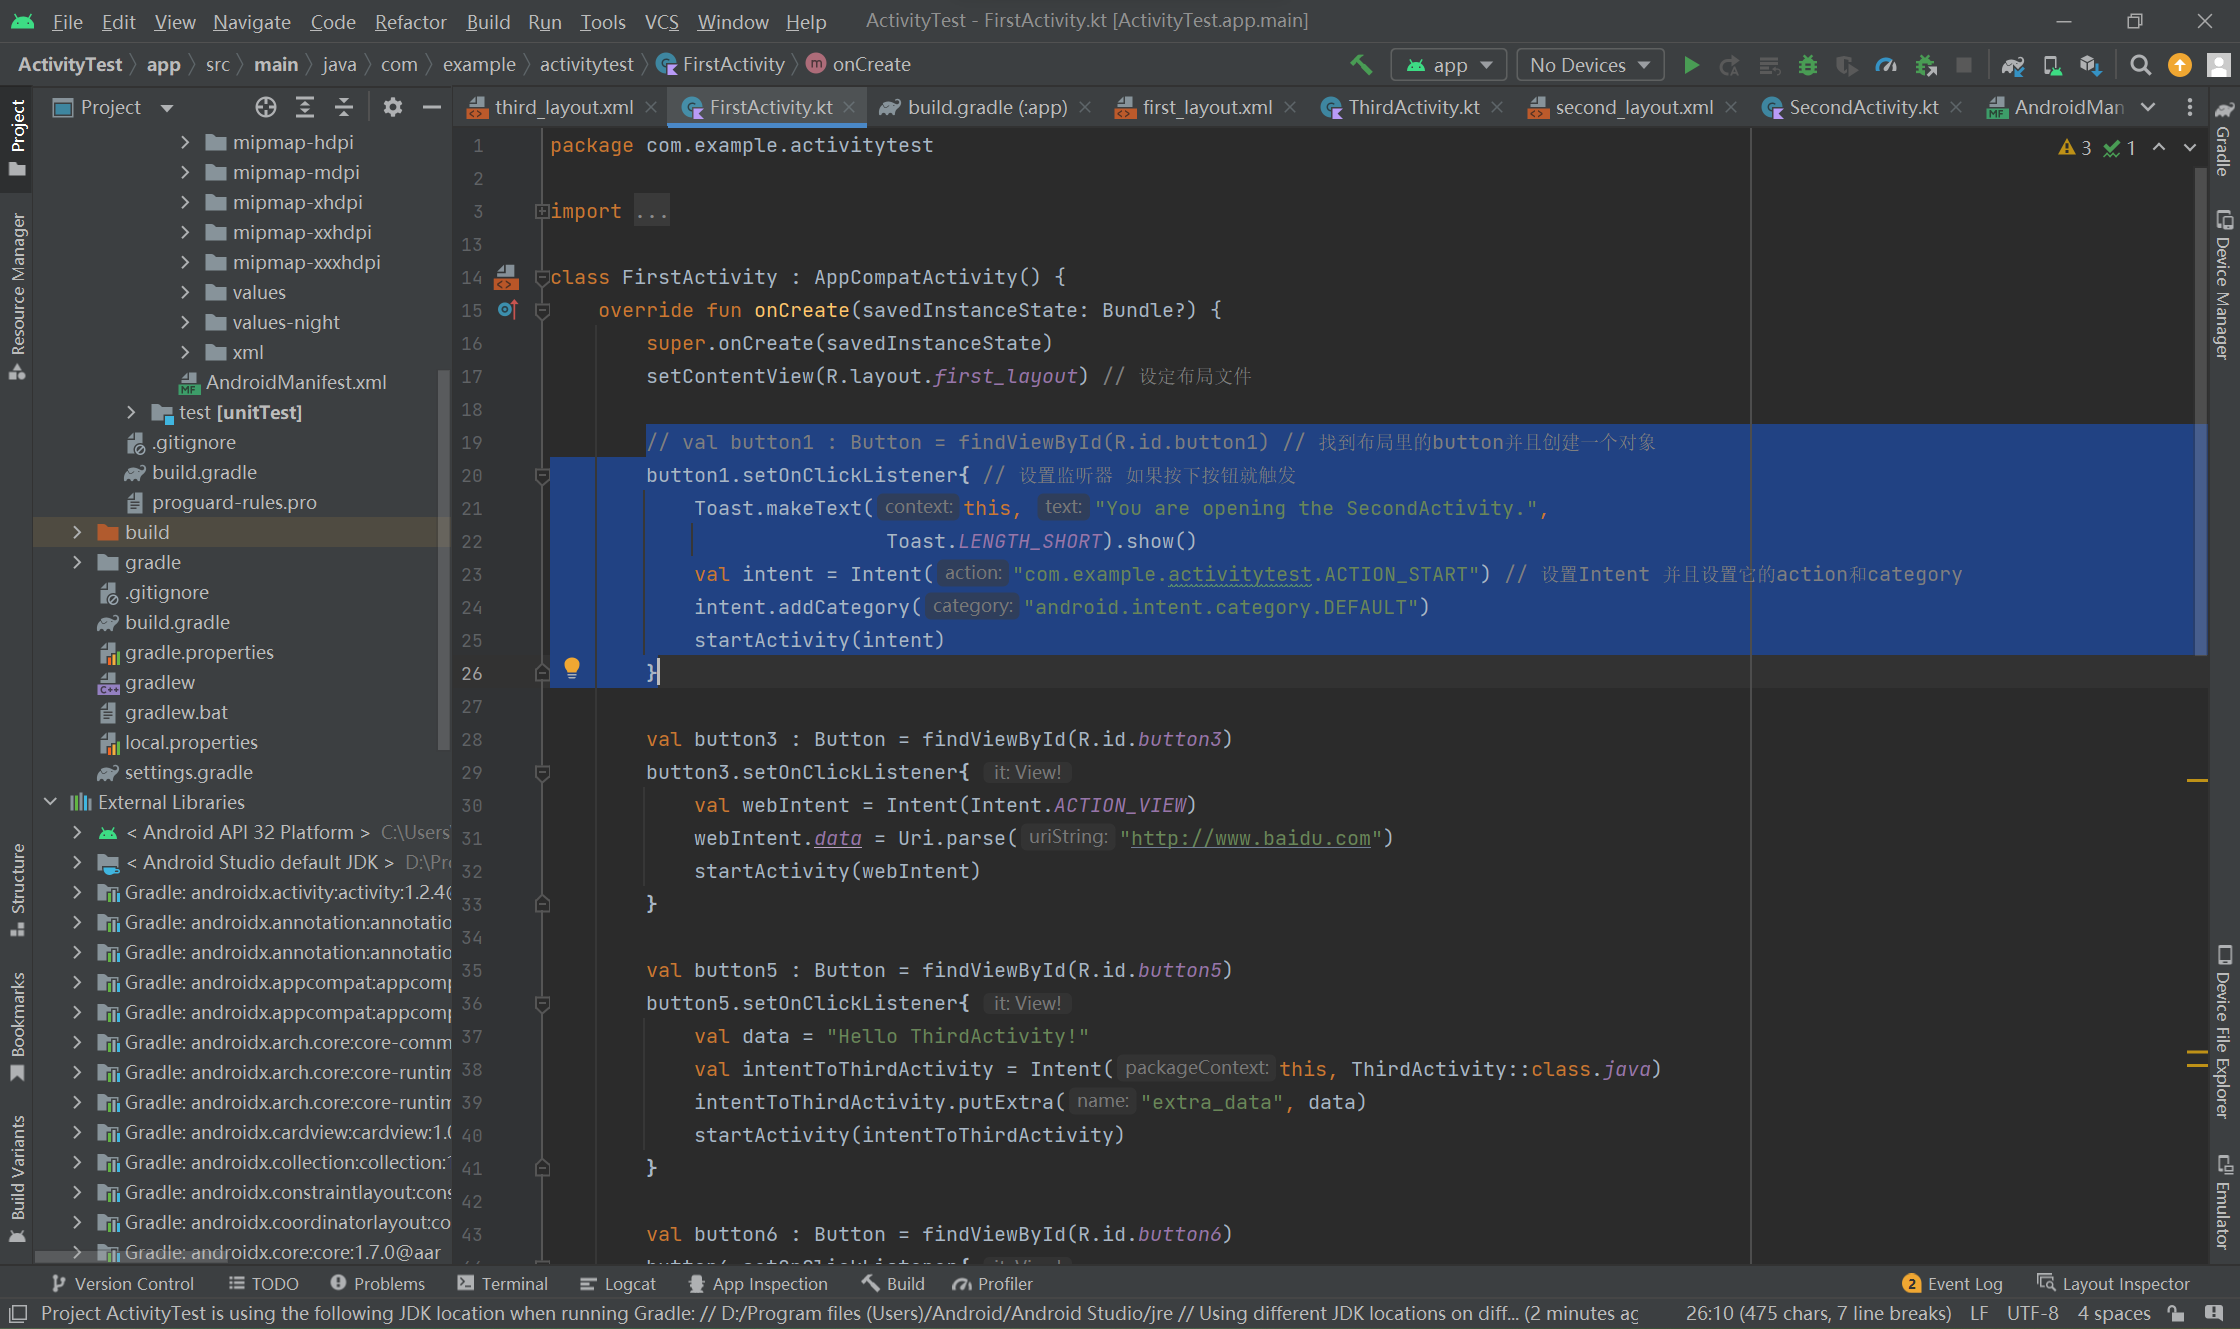 File Edit View Navigate Code Refactor Build Run Tools VCS Window Help ActivityTest - FirstActivity.kt [ActivityTest.app.main]
ActivityTest app src main java com example activitytest FirstActivity onCreate app No Devices
Project
third_layout.xml FirstActivity.kt build.gradle (:app) first_layout.xml ThirdActivity.kt second_layout.xml SecondActivity.kt AndroidMan
Project
Resource Manager
Structure
Bookmarks
Build Variants
mipmap-hdpi
mipmap-mdpi
mipmap-xhdpi
mipmap-xxhdpi
mipmap-xxxhdpi
values
values-night
xml
AndroidManifest.xml
test [unitTest]
.gitignore
build.gradle
proguard-rules.pro
build
gradle
.gitignore
build.gradle
gradle.properties
gradlew
gradlew.bat
local.properties
settings.gradle
External Libraries
< Android API 32 Platform > C:\Users\
< Android Studio default JDK > D:\Pr
Gradle: androidx.activity:activity:1.2.4@
Gradle: androidx.annotation:annotatio
Gradle: androidx.annotation:annotatio
Gradle: androidx.appcompat:appcomp
Gradle: androidx.appcompat:appcomp
Gradle: androidx.arch.core:core-comm
Gradle: androidx.arch.core:core-runtim
Gradle: androidx.arch.core:core-runtim
Gradle: androidx.cardview:cardview:1.0
Gradle: androidx.collection:collection:1
Gradle: androidx.constraintlayout:cons
Gradle: androidx.coordinatorlayout:co
Gradle: androidx.core:core:1.7.0@aar
3 1
1 package com.example.activitytest
2
3 import ...
13
14 class FirstActivity : AppCompatActivity() {
15 override fun onCreate(savedInstanceState: Bundle?) {
16 super.onCreate(savedInstanceState)
17 setContentView(R.layout.first_layout) // 设定布局文件
18
19 // val button1 : Button = findViewById(R.id.button1) // 找到布局里的button并且创建一个对象
20 button1.setOnClickListener{ // 设置监听器 如果按下按钮就触发
21 Toast.makeText( context: this, text: "You are opening the SecondActivity.",
22 Toast.LENGTH_SHORT).show()
23 val intent = Intent( action: "com.example.activitytest.ACTION_START") // 设置Intent 并且设置它的action和category
24 intent.addCategory( category: "android.intent.category.DEFAULT")
25 startActivity(intent)
26 }
27
28 val button3 : Button = findViewById(R.id.button3)
29 button3.setOnClickListener{ it: View!
30 val webIntent = Intent(Intent.ACTION_VIEW)
31 webIntent.data = Uri.parse( uriString: "http://www.baidu.com")
32 startActivity(webIntent)
33 }
34
35 val button5 : Button = findViewById(R.id.button5)
36 button5.setOnClickListener{ it: View!
37 val data = "Hello ThirdActivity!"
38 val intentToThirdActivity = Intent( packageContext: this, ThirdActivity::class.java)
39 intentToThirdActivity.putExtra( name: "extra_data", data)
40 startActivity(intentToThirdActivity)
41 }
42
43 val button6 : Button = findViewById(R.id.button6)
Gradle
Device Manager
Device File Explorer
Emulator
Version Control TODO Problems Terminal Logcat App Inspection Build Profiler 2 Event Log Layout Inspector
Project ActivityTest is using the following JDK location when running Gradle: // D:/Program files (Users)/Android/Android Studio/jre // Using different JDK locations on diff... (2 minutes ag 26:10 (475 chars, 7 line breaks) LF UTF-8 4 spaces